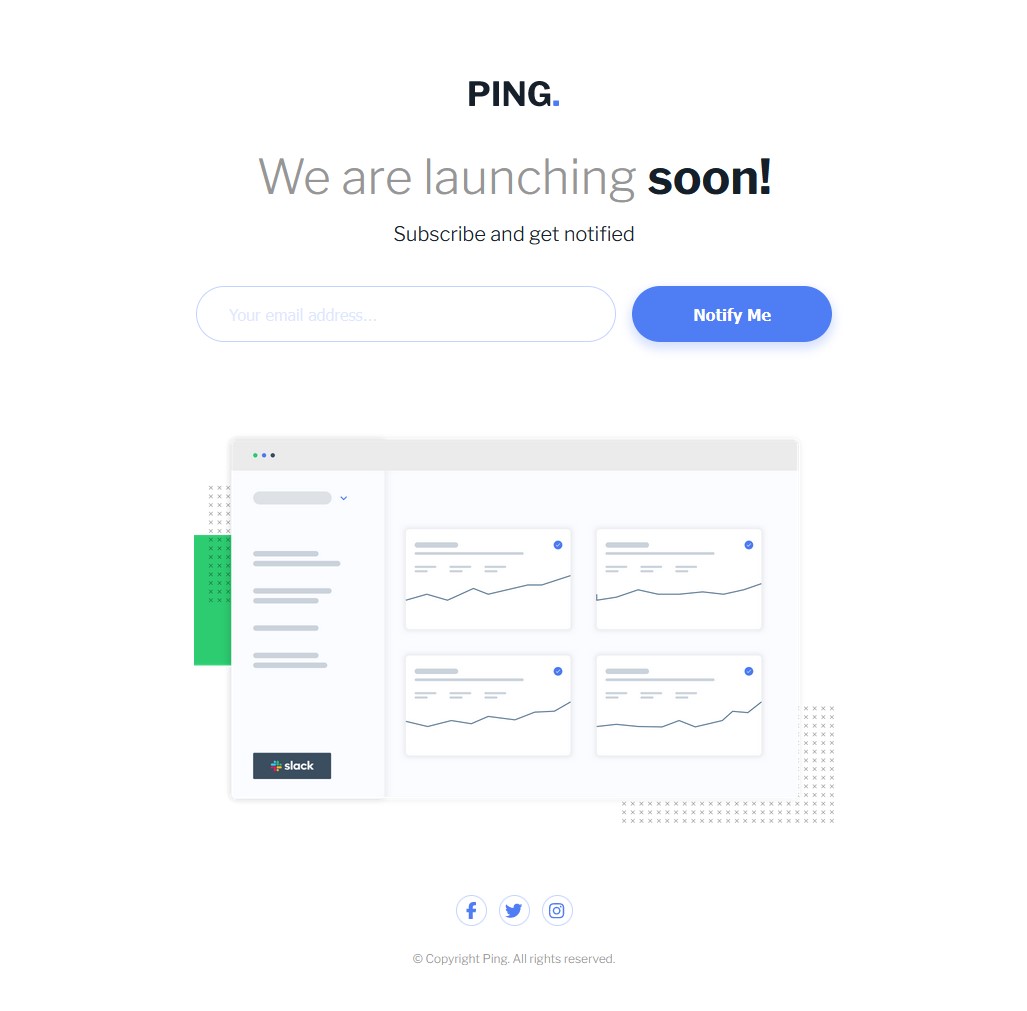 PING.
We are launching soon!
Subscribe and get notified
Your email address...
Notify Me
slack
© Copyright Ping. All rights reserved.